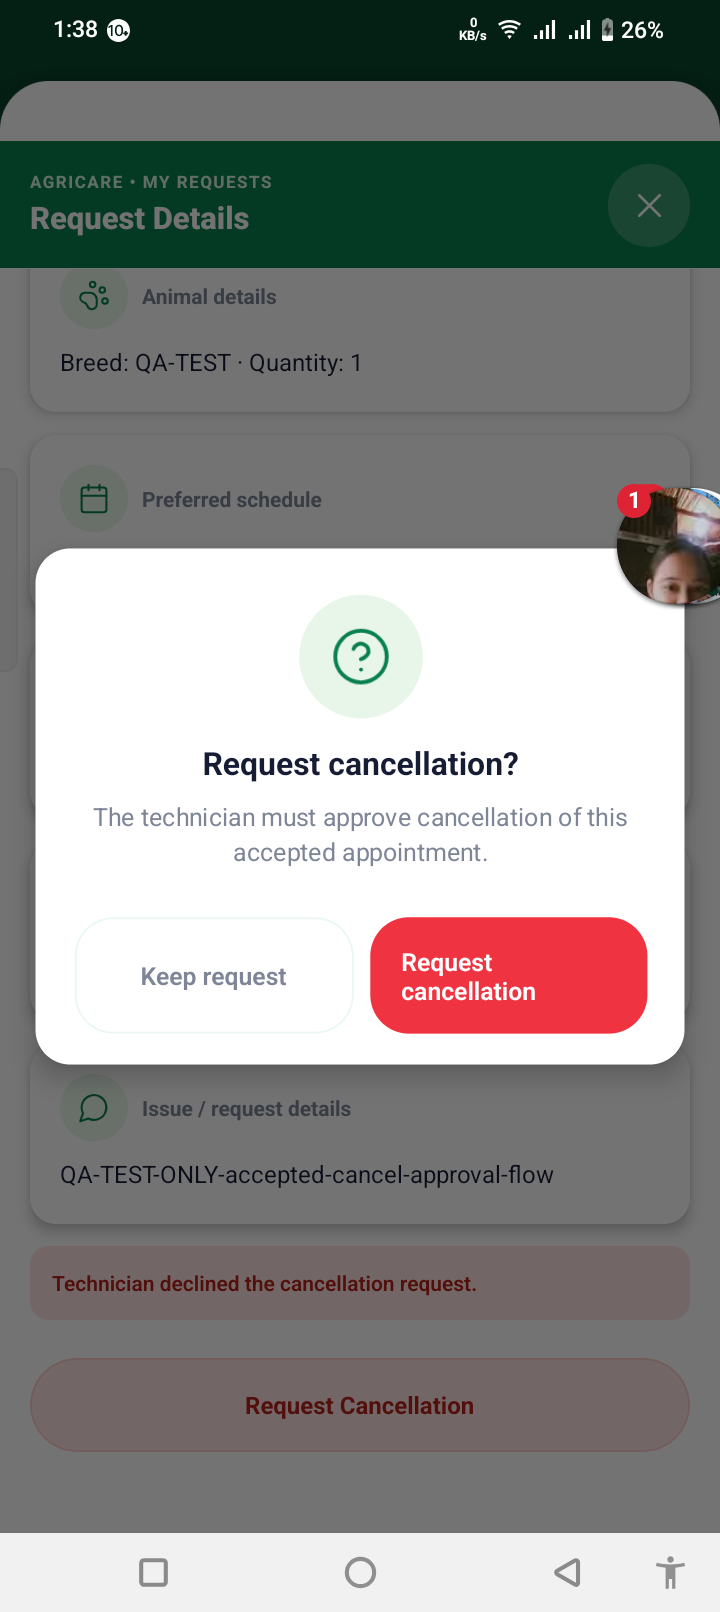 1:38
10
0
KB/s
26%
AGRICARE • MY REQUESTS
Request Details
Animal details
Breed: QA-TEST · Quantity: 1
Preferred schedule
1
Request cancellation?
The technician must approve cancellation of this
accepted appointment.
Keep request
Request
cancellation
Issue / request details
QA-TEST-ONLY-accepted-cancel-approval-flow
Technician declined the cancellation request.
Request Cancellation